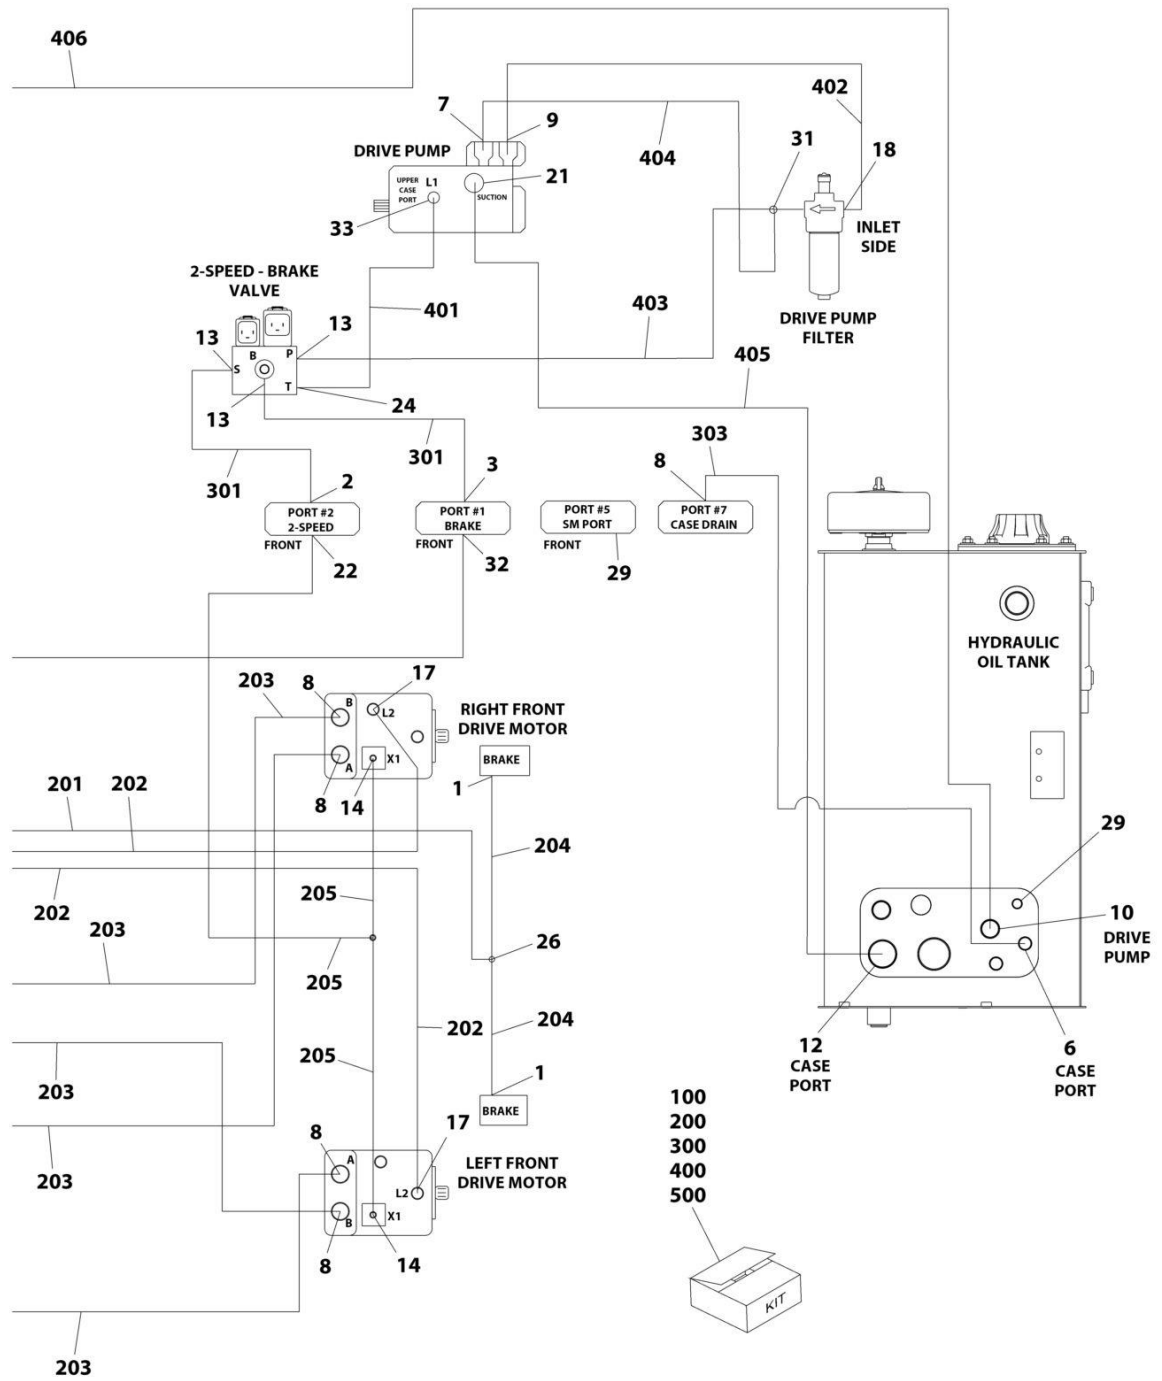 406
7
9
402
404
31
18
DRIVE PUMP
UPPER
CASE
PORT
L1
SUCTION
21
33
INLET
SIDE
2-SPEED - BRAKE
VALVE
401
403
DRIVE PUMP
FILTER
13
13
B
P
S
T
405
13
24
301
301
303
8
2
3
PORT #2
2-SPEED
PORT #1
BRAKE
PORT #5
SM PORT
PORT #7
CASE DRAIN
FRONT
FRONT
FRONT
22
32
29
HYDRAULIC
OIL TANK
203
8
17
B
L2
RIGHT FRONT
DRIVE MOTOR
A
X1
BRAKE
8
14
1
201
202
204
29
205
202
203
26
10
DRIVE
PUMP
205
202
204
203
205
12
CASE
PORT
6
CASE
PORT
1
BRAKE
100
200
300
400
500
203
8
17
A
L2
LEFT FRONT
DRIVE MOTOR
B
X1
8
14
KIT
203